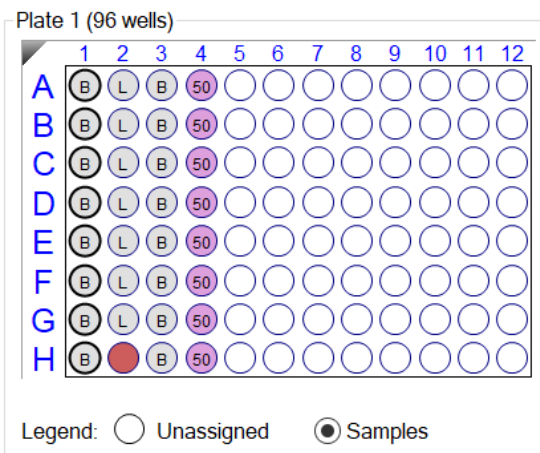 Plate 1 (96 wells)
1 2 3 4 5 6 7 8 9 10 11 12
A B L B 50
B B L B 50
C B L B 50
D B L B 50
E B L B 50
F B L B 50
G B L B 50
H B B 50
Legend: Unassigned Samples